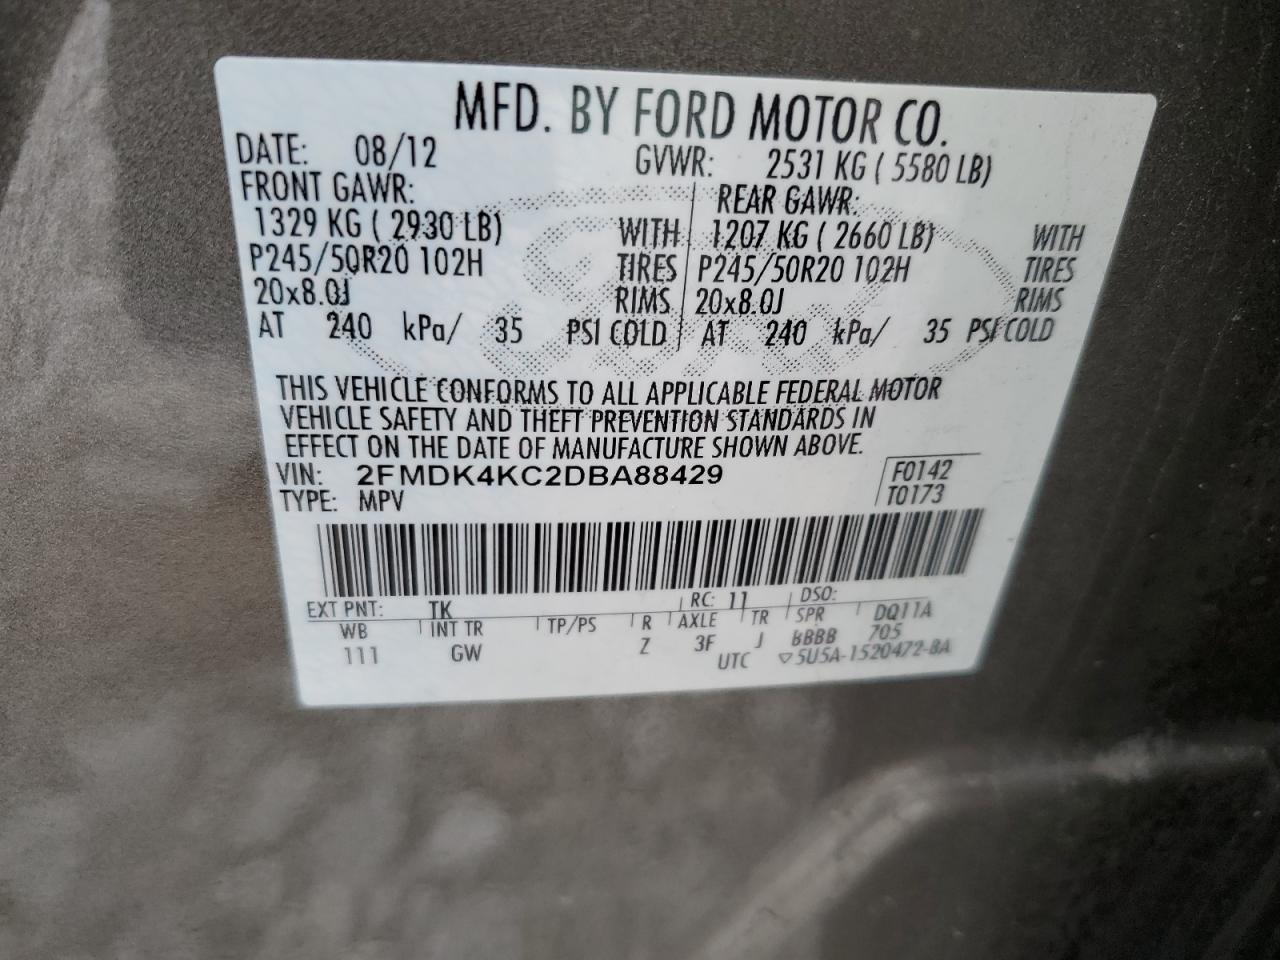 MFD. BY FORD MOTOR CO.
DATE: 08/12 GVWR: 2531 KG ( 5580 LB)
FRONT GAWR: REAR GAWR:
1329 KG ( 2930 LB) WITH 1207 KG ( 2660 LB) WITH
P245/50R20 102H TIRES P245/50R20 102H TIRES
20x8.0J RIMS 20x8.0J RIMS
AT 240 kPa/ 35 PSI COLD AT 240 kPa/ 35 PSI COLD
THIS VEHICLE CONFORMS TO ALL APPLICABLE FEDERAL MOTOR
VEHICLE SAFETY AND THEFT PREVENTION STANDARDS IN
EFFECT ON THE DATE OF MANUFACTURE SHOWN ABOVE.
VIN: 2FMDK4KC2DBA88429 F0142
TYPE: MPV T0173
EXT PNT: TK RC: 11 DSO:
WB INT TR TP/PS R AXLE TR SPR DQ11A
111 GW Z 3F J BBBB 705
UTC ▽5U5A-1520472-BA